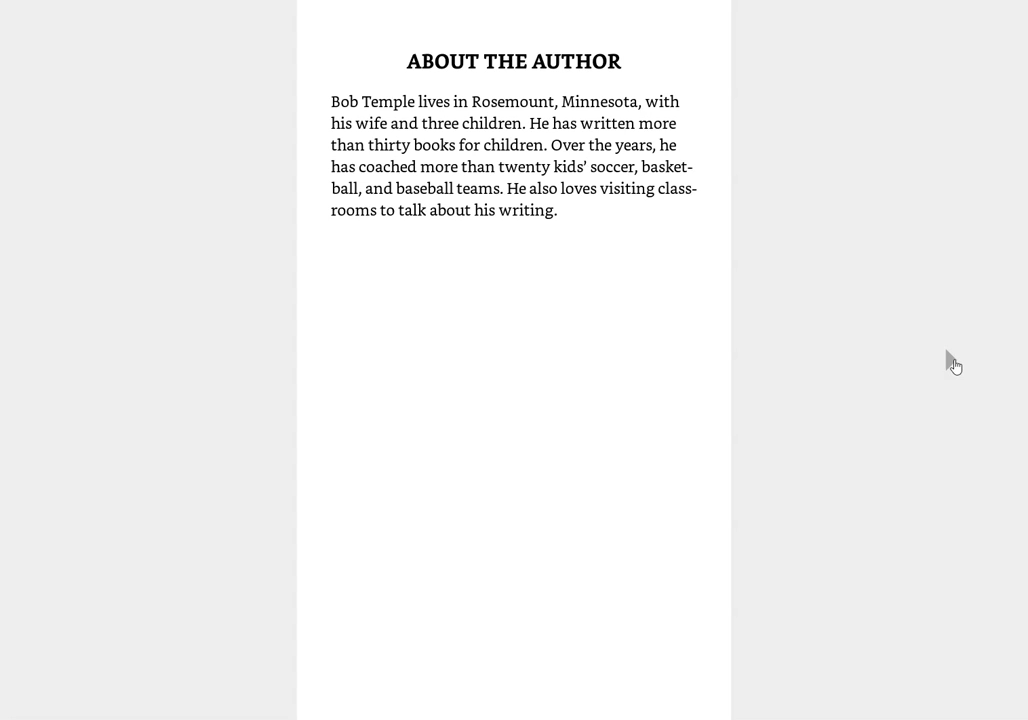 ABOUT THE AUTHOR
Bob Temple lives in Rosemount, Minnesota, with
his wife and three children. He has written more
than thirty books for children. Over the years, he
has coached more than twenty kids’ soccer, basket-
ball, and baseball teams. He also loves visiting class-
rooms to talk about his writing.